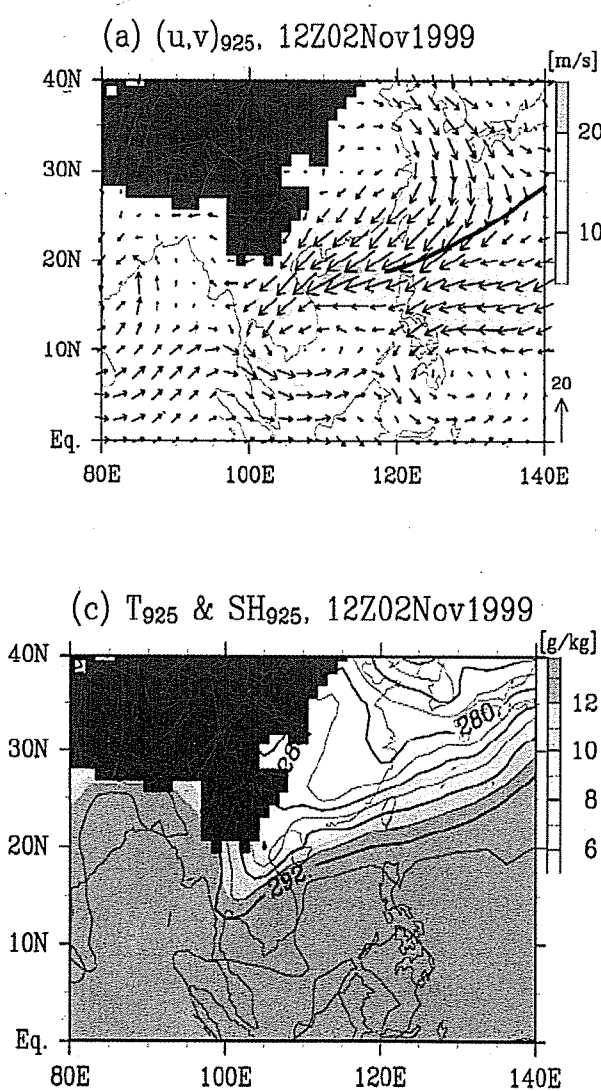 (a) (u,v)925, 12Z02Nov1999
[m/s]
40N
30N
20N
10N
Eq.
80E 100E 120E 140E
20
10
20
(c) T925 & SH925, 12Z02Nov1999
[g/kg]
40N
30N
20N
10N
Eq.
80E 100E 120E 140E
12
10
8
6
280
28
292